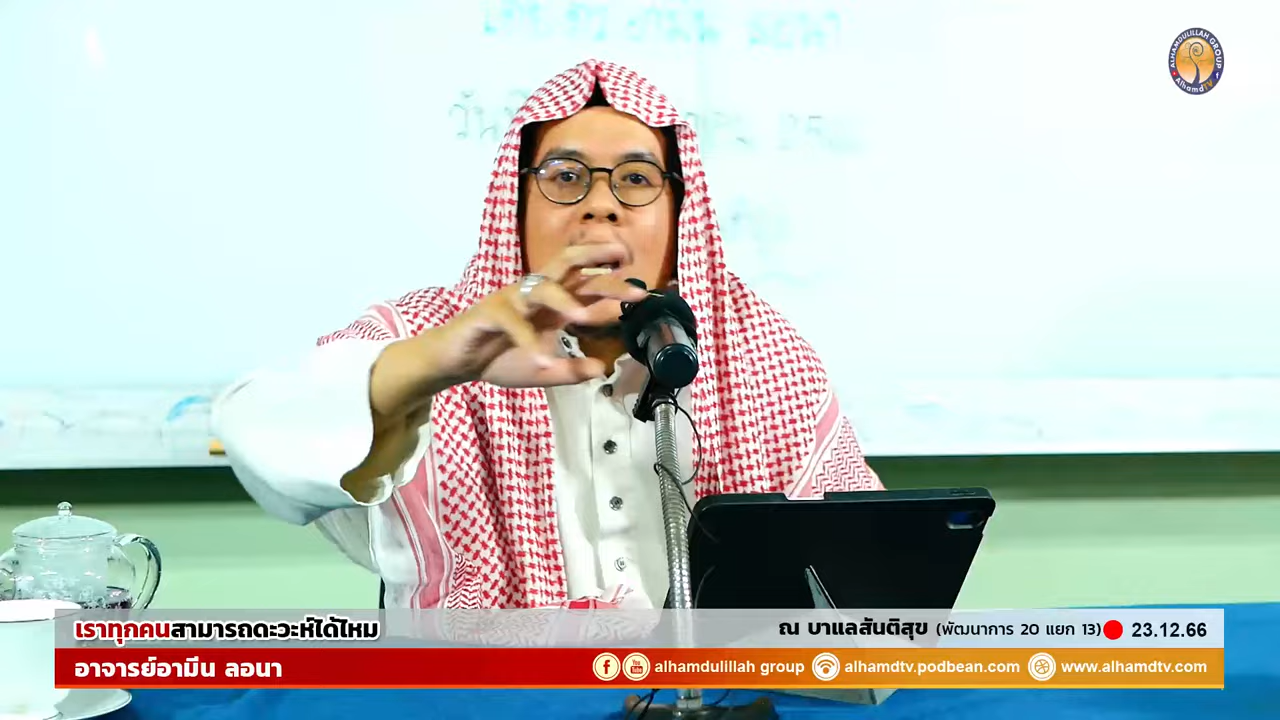 ALHAMDULILLAH GROUP
AlhamdTV
เราทุกคนสามารถดะวะห์ได้ไหม
ณ บาแลสันติสุข (พัฒนาการ 20 แยก 13) 23.12.66
อาจารย์อามีน ลอนา
alhamdulillah group alhamdtv.podbean.com www.alhamdtv.com